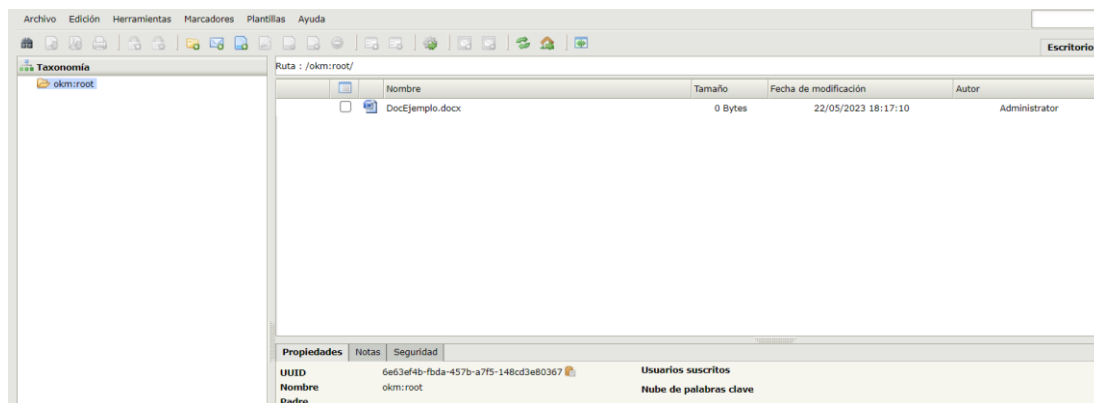 Archivo Edición Herramientas Marcadores Plantillas Ayuda
Escritorio
Taxonomía
okm:root
Ruta : /okm:root/
Nombre Tamaño Fecha de modificación Autor
DocEjemplo.docx 0 Bytes 22/05/2023 18:17:10 Administrator
Propiedades Notas Seguridad
UUID 6e63ef4b-fbda-457b-a7f5-148cd3e80367 Usuarios suscritos
Nombre okm:root Nube de palabras clave
Padre